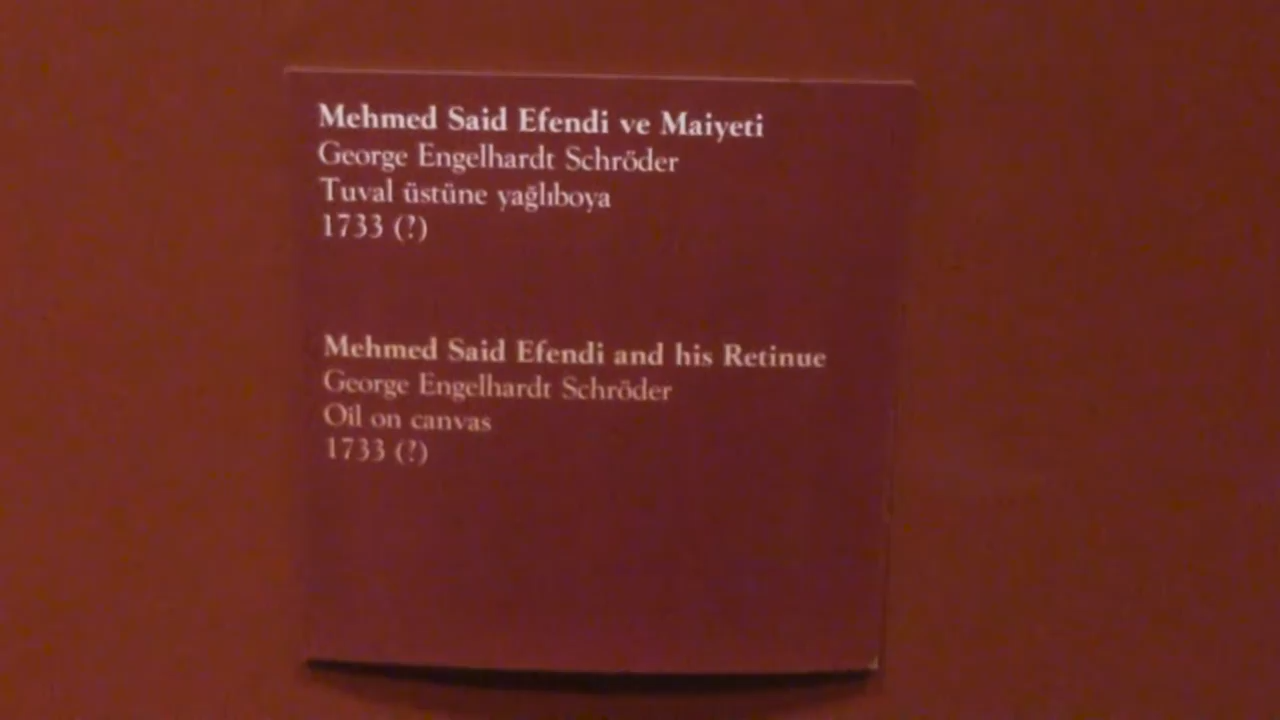 Mehmed Said Efendi ve Maiyeti
George Engelhardt Schröder
Tuval üstüne yağlıboya
1733 (?)
Mehmed Said Efendi and his Retinue
George Engelhardt Schröder
Oil on canvas
1733 (?)